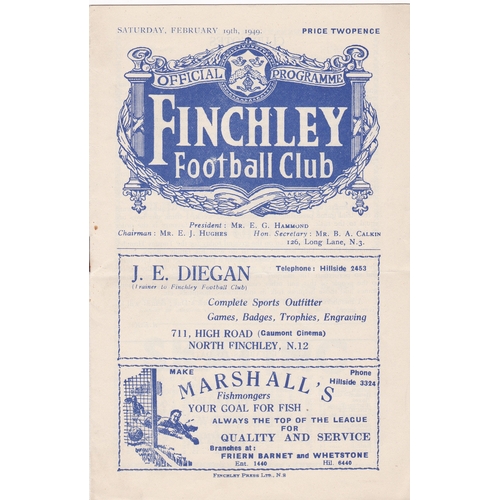 SATURDAY, FEBRUARY 19th, 1949. PRICE TWOPENCE
OFFICIAL PROGRAMME
FINCHLEY
Football Club
President: MR. E. G. HAMMOND
Chairman: MR. E. J. HUGHES Hon. Secretary: MR. B. A. CALKIN
126, Long Lane, N.3.
J. E. DIEGAN Telephone: Hillside 2453
(Trainer to Finchley Football Club)
Complete Sports Outfitter
Games, Badges, Trophies, Engraving
711, HIGH ROAD (Gaumont Cinema)
NORTH FINCHLEY, N.12
MAKE Phone
MARSHALL'S Hillside 3324
Fishmongers
YOUR GOAL FOR FISH.
ALWAYS THE TOP OF THE LEAGUE
FOR
QUALITY AND SERVICE
Branches at:
FRIERN BARNET and WHETSTONE
Ent. 1440 Hil. 6440
FINCHLEY PRESS LTD., N.3